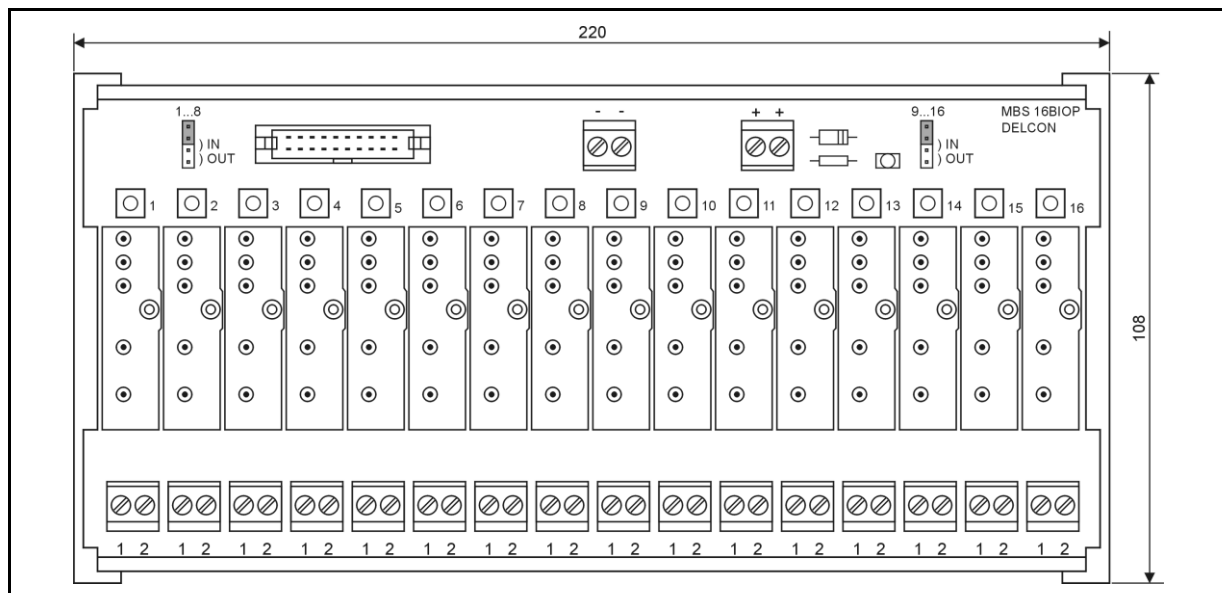 220
1...8
- -
+ +
9...16
MBS 16BIOP
DELCON
) IN
) OUT
) IN
) OUT
1 2 3 4 5 6 7 8 9 10 11 12 13 14 15 16
108
1 2 1 2 1 2 1 2 1 2 1 2 1 2 1 2 1 2 1 2 1 2 1 2 1 2 1 2 1 2 1 2